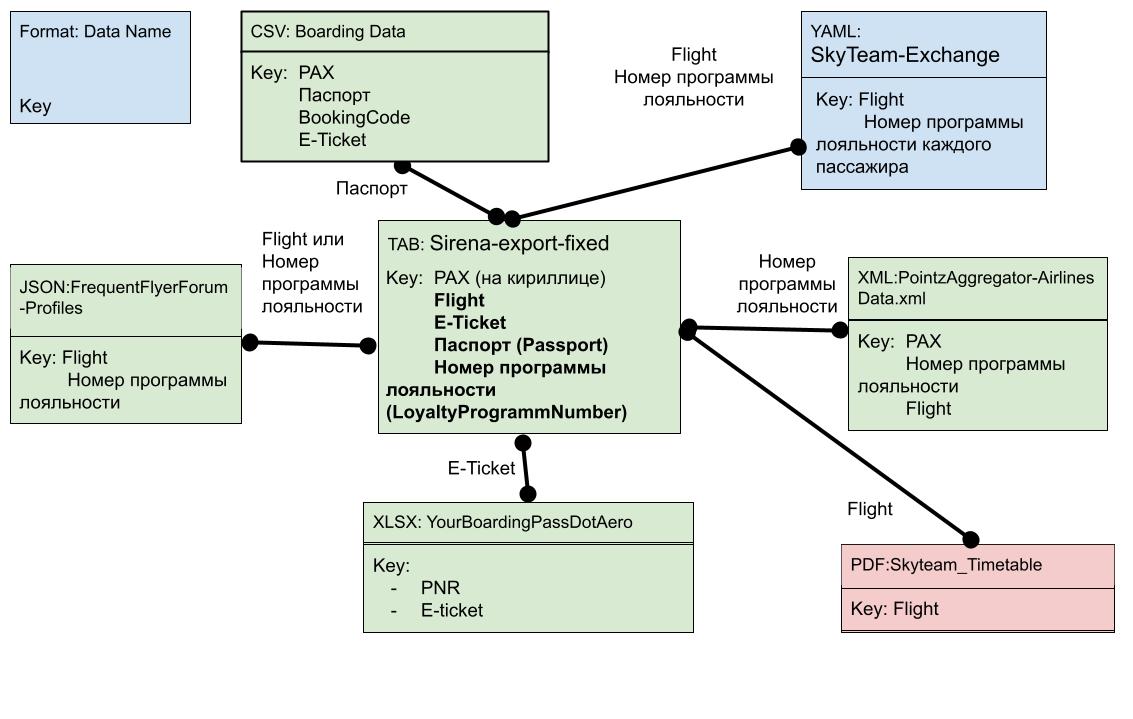 Format: Data Name
Key
CSV: Boarding Data
Key: PAX
Паспорт
BookingCode
E-Ticket
Flight
Номер программы
лояльности
YAML:
SkyTeam-Exchange
Key: Flight
Номер программы
лояльности каждого
пассажира
Паспорт
Flight или
Номер
программы
лояльности
TAB: Sirena-export-fixed
Key: PAX (на кириллице)
Flight
E-Ticket
Паспорт (Passport)
Номер программы
лояльности
(LoyaltyProgrammNumber)
Номер
программы
лояльности
JSON:FrequentFlyerForum
-Profiles
Key: Flight
Номер программы
лояльности
XML:PointzAggregator-Airlines
Data.xml
Key: PAX
Номер программы
лояльности
Flight
E-Ticket
XLSX: YourBoardingPassDotAero
Key:
- PNR
- E-ticket
Flight
PDF:Skyteam_Timetable
Key: Flight